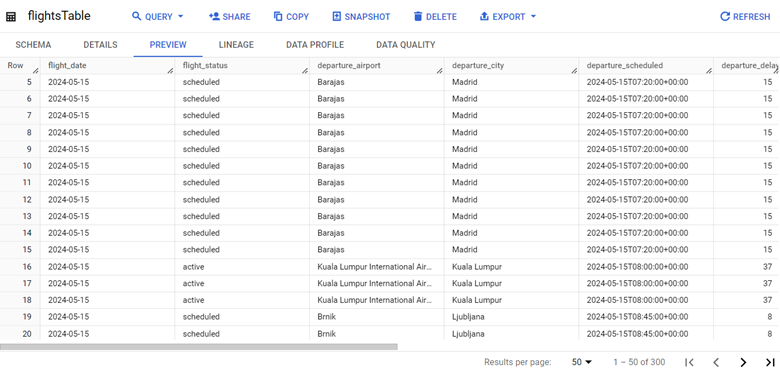 flightsTable QUERY SHARE COPY SNAPSHOT DELETE EXPORT REFRESH
SCHEMA DETAILS PREVIEW LINEAGE DATA PROFILE DATA QUALITY
Row flight_date flight_status departure_airport departure_city departure_scheduled departure_delay
5 2024-05-15 scheduled Barajas Madrid 2024-05-15T07:20:00+00:00 15
6 2024-05-15 scheduled Barajas Madrid 2024-05-15T07:20:00+00:00 15
7 2024-05-15 scheduled Barajas Madrid 2024-05-15T07:20:00+00:00 15
8 2024-05-15 scheduled Barajas Madrid 2024-05-15T07:20:00+00:00 15
9 2024-05-15 scheduled Barajas Madrid 2024-05-15T07:20:00+00:00 15
10 2024-05-15 scheduled Barajas Madrid 2024-05-15T07:20:00+00:00 15
11 2024-05-15 scheduled Barajas Madrid 2024-05-15T07:20:00+00:00 15
12 2024-05-15 scheduled Barajas Madrid 2024-05-15T07:20:00+00:00 15
13 2024-05-15 scheduled Barajas Madrid 2024-05-15T07:20:00+00:00 15
14 2024-05-15 scheduled Barajas Madrid 2024-05-15T07:20:00+00:00 15
15 2024-05-15 scheduled Barajas Madrid 2024-05-15T07:20:00+00:00 15
16 2024-05-15 active Kuala Lumpur International Air... Kuala Lumpur 2024-05-15T08:00:00+00:00 37
17 2024-05-15 active Kuala Lumpur International Air... Kuala Lumpur 2024-05-15T08:00:00+00:00 37
18 2024-05-15 active Kuala Lumpur International Air... Kuala Lumpur 2024-05-15T08:00:00+00:00 37
19 2024-05-15 scheduled Brnik Ljubljana 2024-05-15T08:45:00+00:00 8
20 2024-05-15 scheduled Brnik Ljubljana 2024-05-15T08:45:00+00:00 8
Results per page: 50 1 – 50 of 300